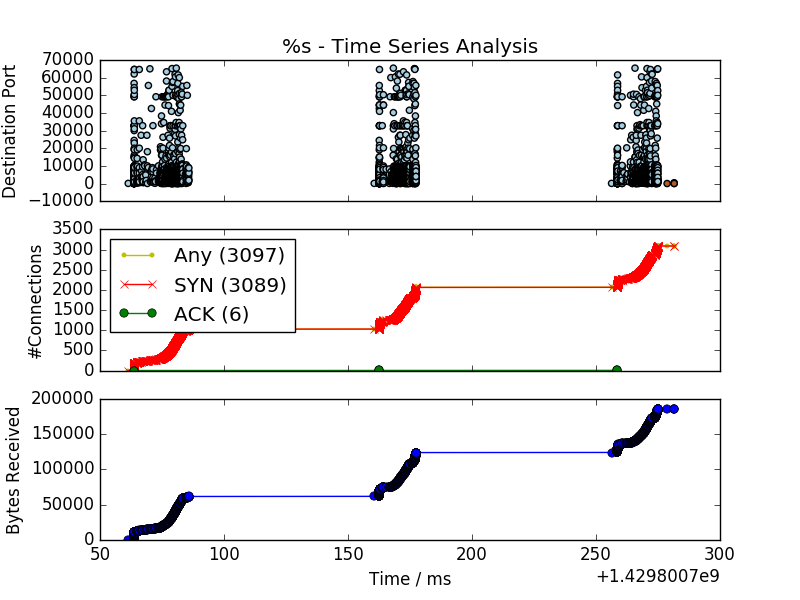 %s - Time Series Analysis
Destination Port
70000
60000
50000
40000
30000
20000
10000
0
−10000
#Connections
3500
3000
2500
2000
1500
1000
500
0
Any (3097)
SYN (3089)
ACK (6)
Bytes Received
200000
150000
100000
50000
0
50 100 150 200 250 300
Time / ms
+1.4298007e9